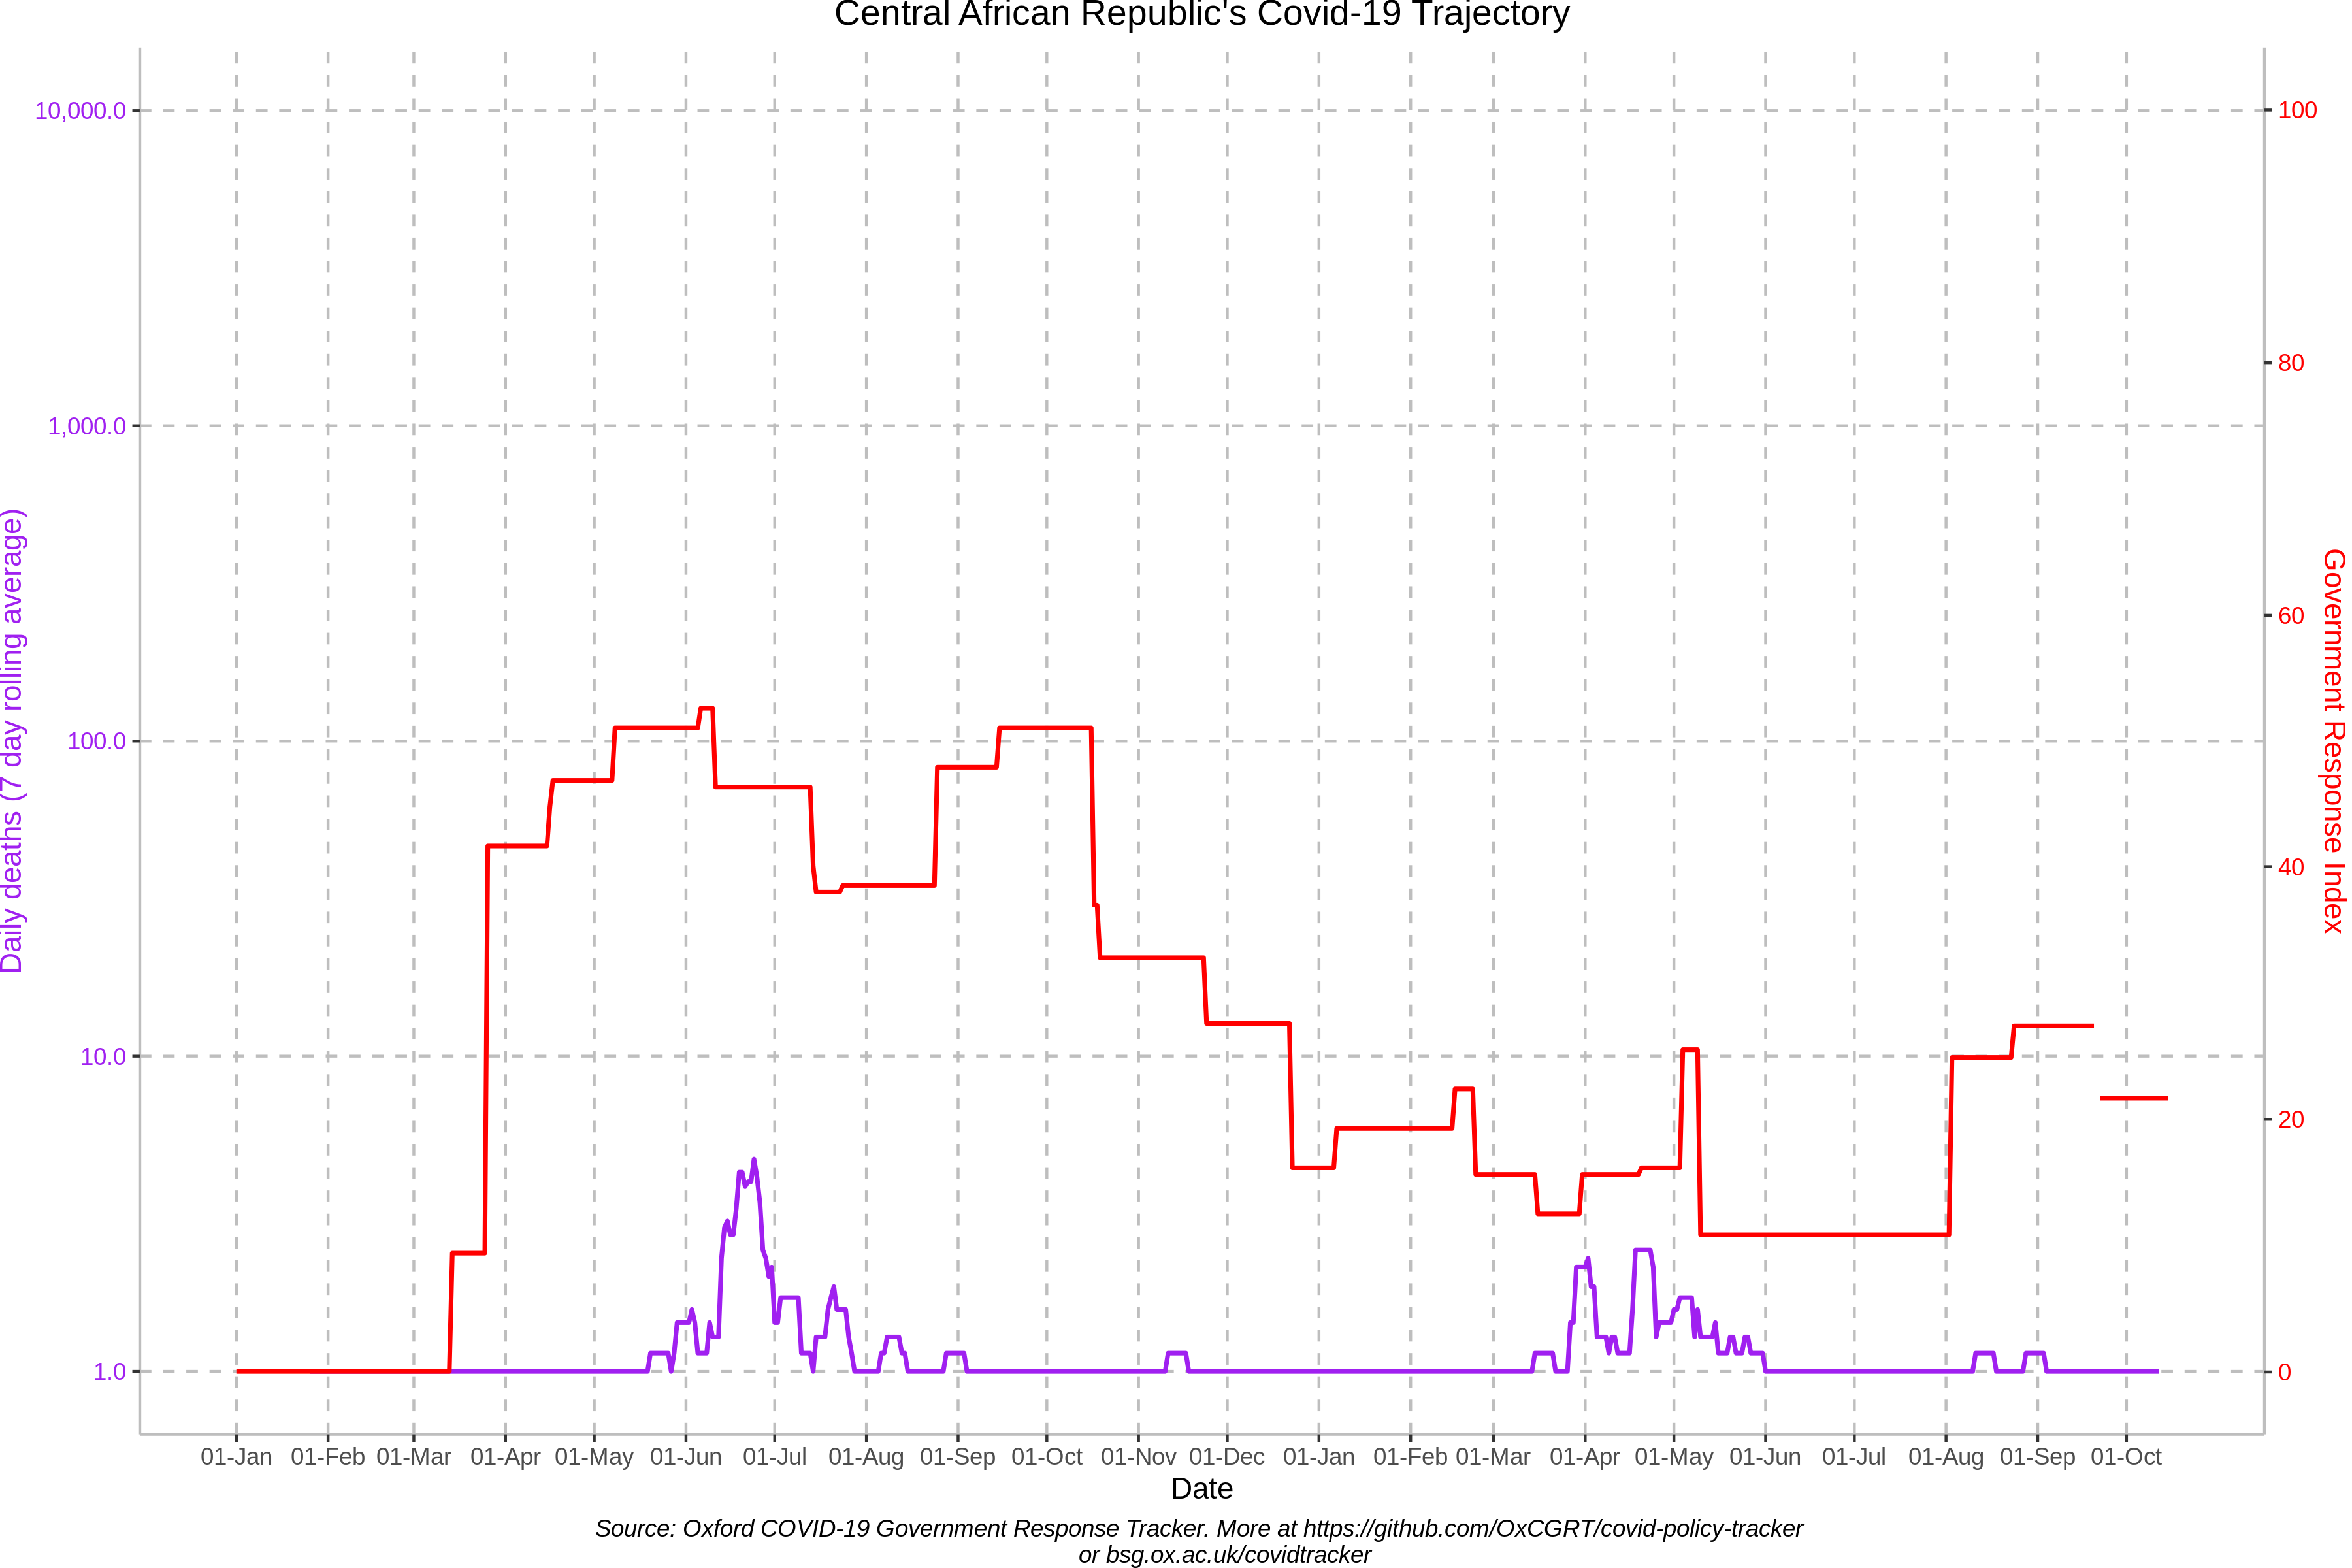 Central African Republic's Covid-19 Trajectory
10,000.0
1,000.0
100.0
10.0
1.0
Daily deaths (7 day rolling average)
100
80
60
40
20
0
Government Response Index
01-Jan 01-Feb 01-Mar 01-Apr 01-May 01-Jun 01-Jul 01-Aug 01-Sep 01-Oct 01-Nov 01-Dec 01-Jan 01-Feb 01-Mar 01-Apr 01-May 01-Jun 01-Jul 01-Aug 01-Sep 01-Oct
Date
Source: Oxford COVID-19 Government Response Tracker. More at https://github.com/OxCGRT/covid-policy-tracker
or bsg.ox.ac.uk/covidtracker